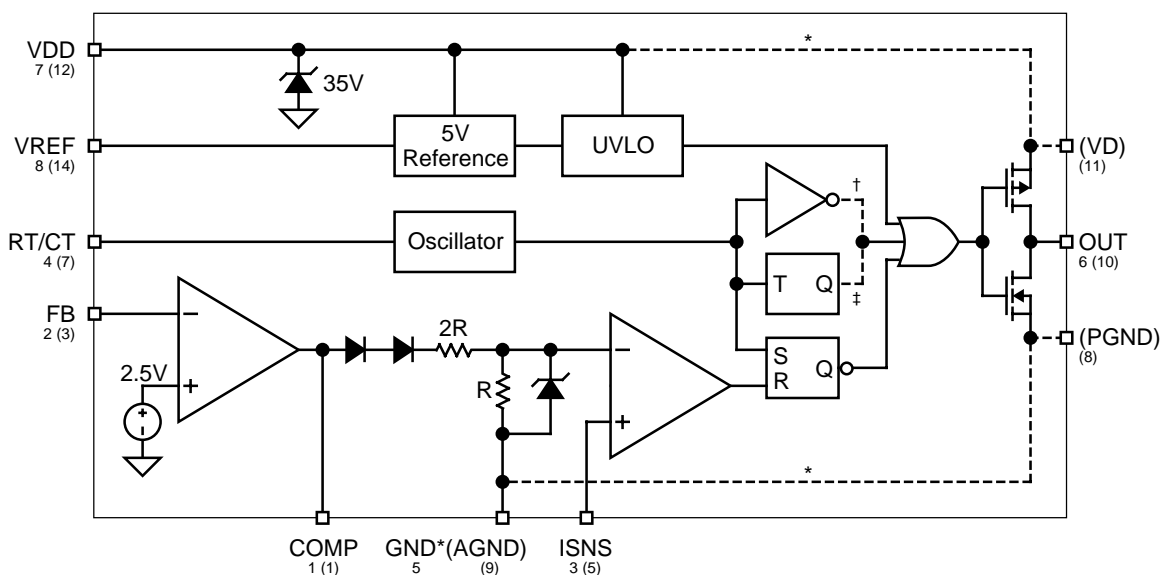 VDD
7 (12)
*
35V
VREF
8 (14)
5V
Reference
UVLO
(VD)
(11)
†
RT/CT
4 (7)
Oscillator
OUT
6 (10)
T Q
‡
FB
2 (3)
−
2R
2.5V
+
+
-
R
−
+
S
R
Q
(PGND)
(8)
*
COMP
1 (1)
GND*(AGND)
5 (9)
ISNS
3 (5)